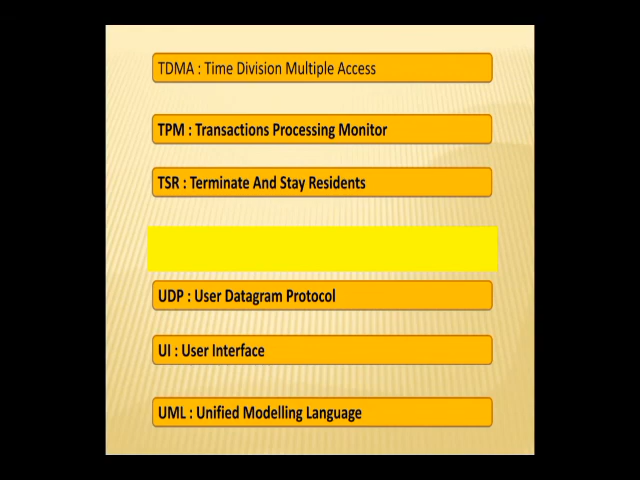 TDMA : Time Division Multiple Access
TPM : Transactions Processing Monitor
TSR : Terminate And Stay Residents
UDP : User Datagram Protocol
UI : User Interface
UML : Unified Modelling Language